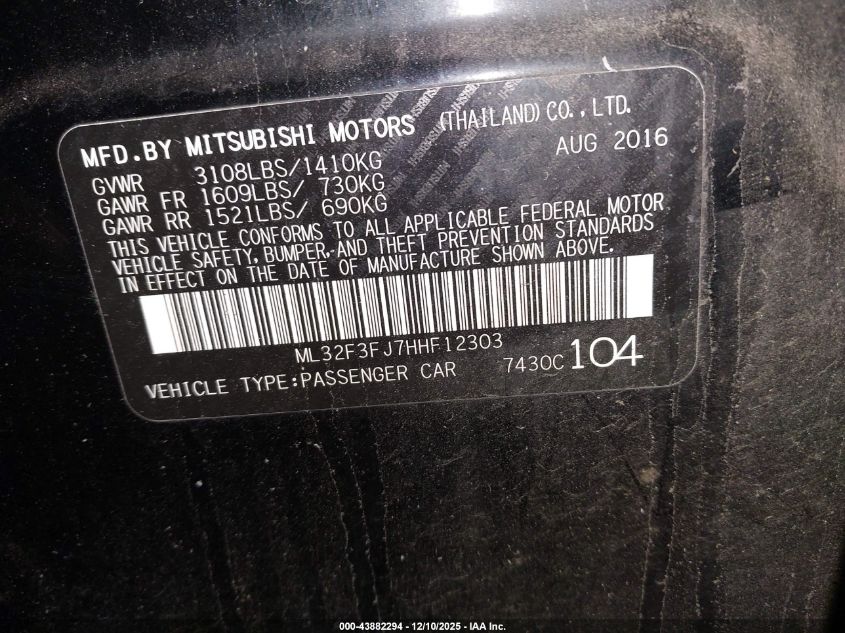 MFD.BY MITSUBISHI MOTORS (THAILAND) CO., LTD.
AUG 2016
GVWR 3108LBS/1410KG
GAWR FR 1609LBS/ 730KG
GAWR RR 1521LBS/ 690KG
THIS VEHICLE CONFORMS TO ALL APPLICABLE FEDERAL MOTOR
VEHICLE SAFETY, BUMPER, AND THEFT PREVENTION STANDARDS
IN EFFECT ON THE DATE OF MANUFACTURE SHOWN ABOVE.
ML32F3FJ7HHF12303
VEHICLE TYPE:PASSENGER CAR 7430C 104
000-43882294 - 12/10/2025 - IAA Inc.